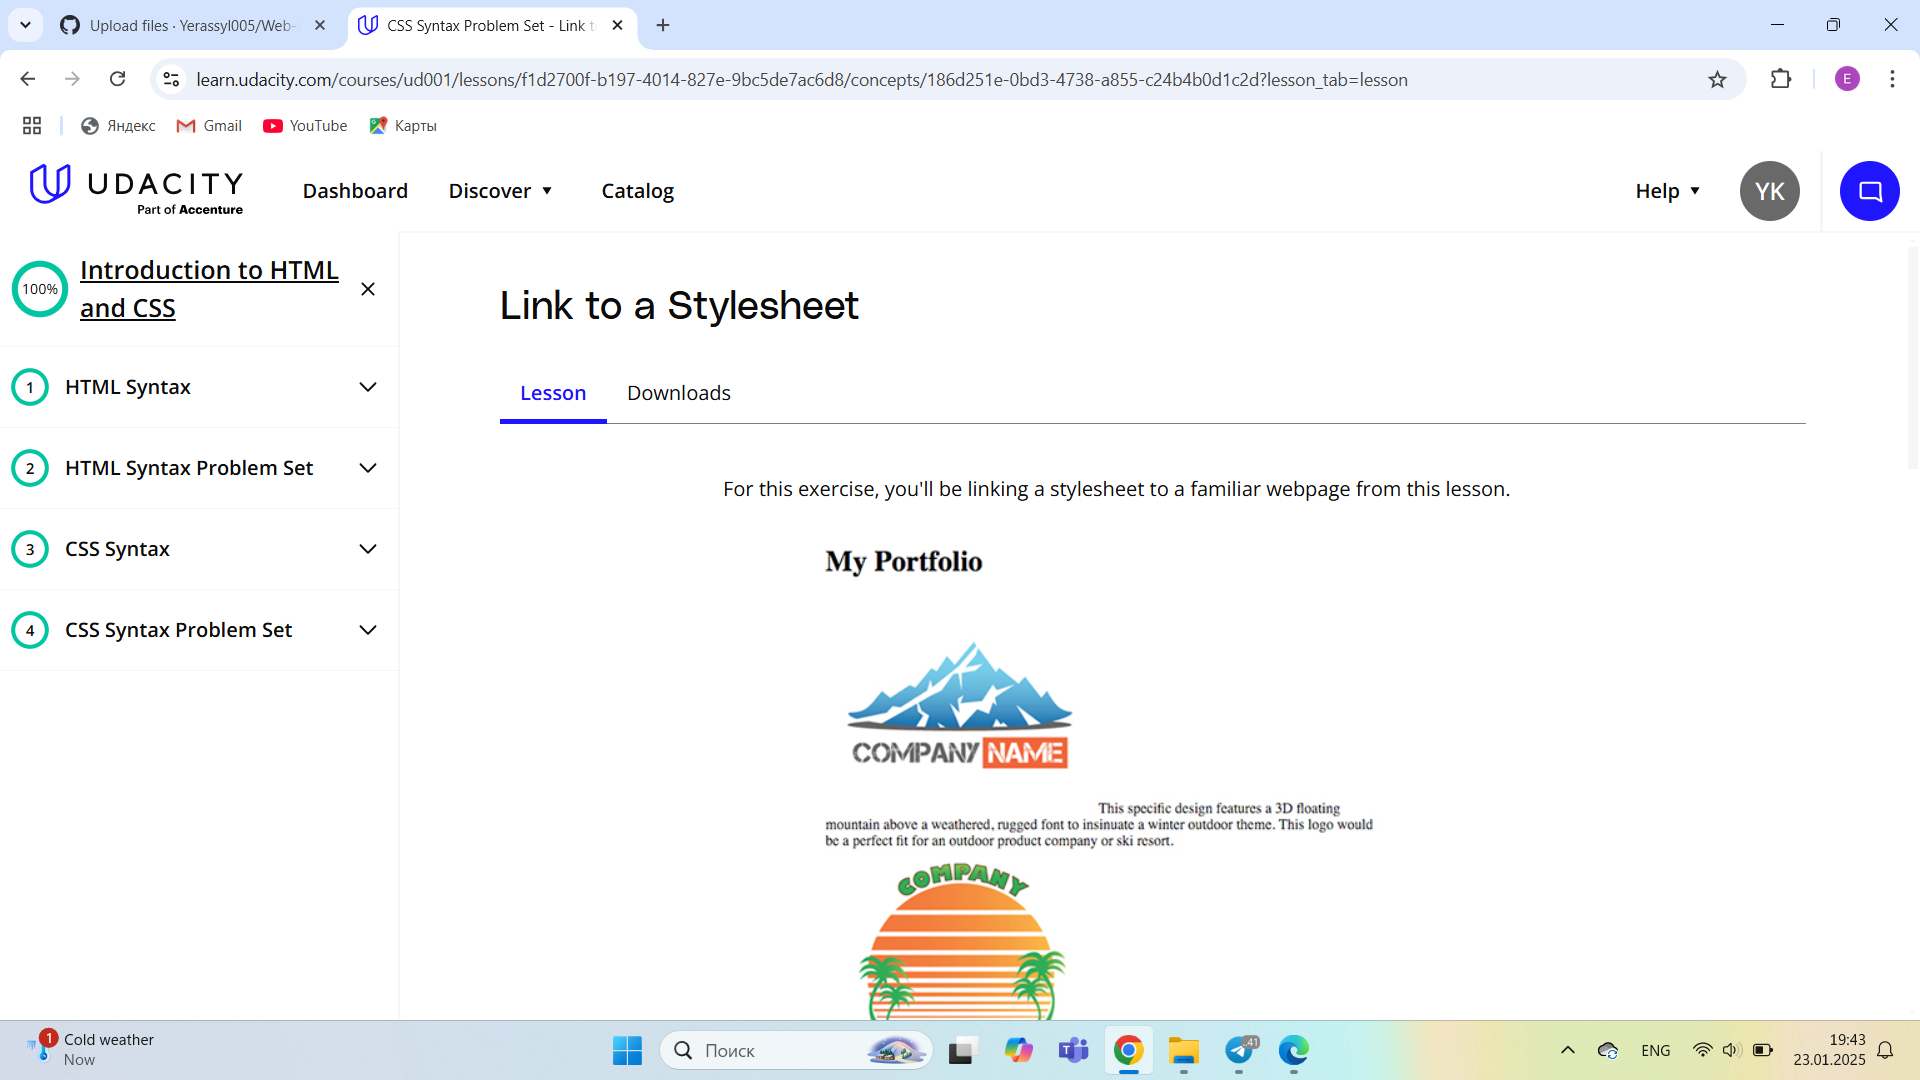 Upload files · Yerassyl005/Web-
CSS Syntax Problem Set - Link t
learn.udacity.com/courses/ud001/lessons/f1d2700f-b197-4014-827e-9bc5de7ac6d8/concepts/186d251e-0bd3-4738-a855-c24b4b0d1c2d?lesson_tab=lesson
E
Яндекс
Gmail
YouTube
Карты
UDACITY
Part of Accenture
Dashboard
Discover
Catalog
Help
YK
100%
Introduction to HTML
and CSS
1 HTML Syntax
2 HTML Syntax Problem Set
3 CSS Syntax
4 CSS Syntax Problem Set
Link to a Stylesheet
Lesson
Downloads
For this exercise, you'll be linking a stylesheet to a familiar webpage from this lesson.
My Portfolio
COMPANY NAME
This specific design features a 3D floating
mountain above a weathered, rugged font to insinuate a winter outdoor theme. This logo would
be a perfect fit for an outdoor product company or ski resort.
COMPANY
1
Cold weather
Now
Поиск
41
ENG
19:43
23.01.2025